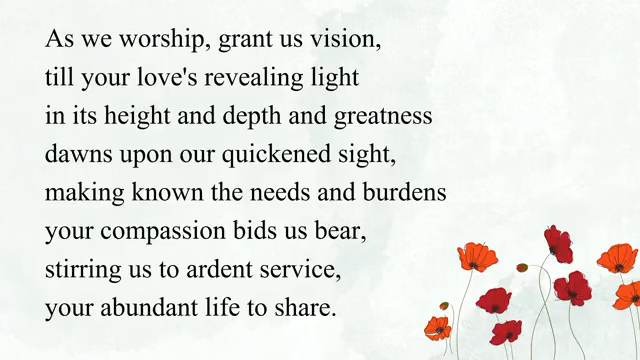 As we worship, grant us vision,
till your love's revealing light
in its height and depth and greatness
dawns upon our quickened sight,
making known the needs and burdens
your compassion bids us bear,
stirring us to ardent service,
your abundant life to share.